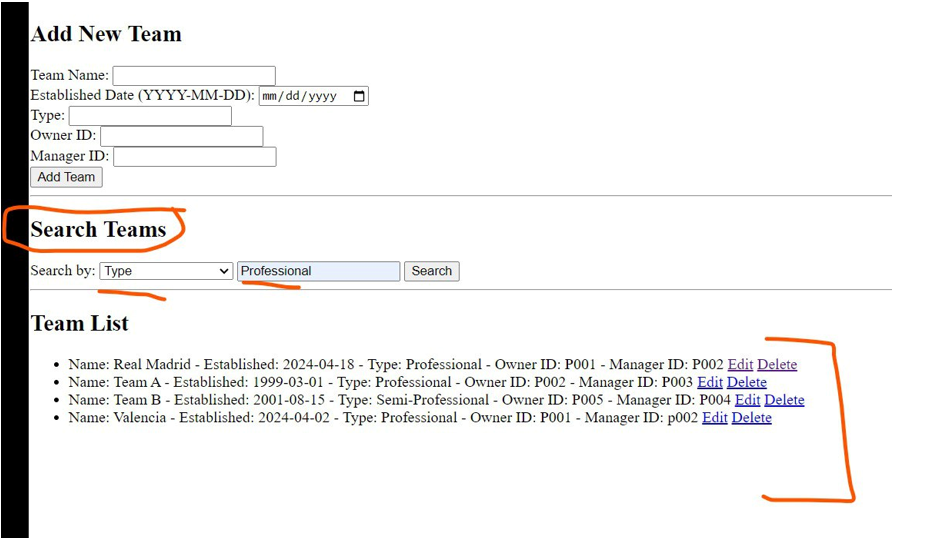 Add New Team
Team Name:
Established Date (YYYY-MM-DD): mm/dd/yyyy
Type:
Owner ID:
Manager ID:
Add Team
Search Teams
Search by: Type Professional Search
Team List
Name: Real Madrid - Established: 2024-04-18 - Type: Professional - Owner ID: P001 - Manager ID: P002 Edit Delete
Name: Team A - Established: 1999-03-01 - Type: Professional - Owner ID: P002 - Manager ID: P003 Edit Delete
Name: Team B - Established: 2001-08-15 - Type: Semi-Professional - Owner ID: P005 - Manager ID: P004 Edit Delete
Name: Valencia - Established: 2024-04-02 - Type: Professional - Owner ID: P001 - Manager ID: p002 Edit Delete